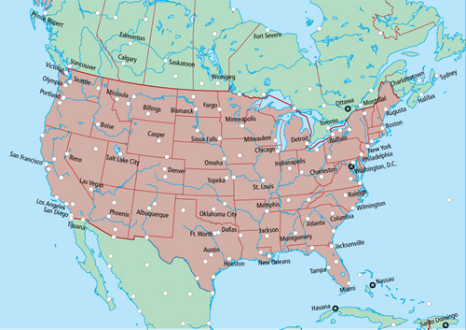 Prince Rupert
Edmonton
Fort Severn
Calgary
Saskatoon
Vancouver
Victoria
Winnipeg
Charlottetown
Sydney
Seattle
Olympia
Missoula
Ottawa
Montréal
Halifax
Portland
Billings
Bismarck
Fargo
Augusta
Minneapolis
Toronto
Boston
Boise
Casper
Sioux Falls
Milwaukee
Detroit
Buffalo
New York
Chicago
Philadelphia
San Francisco
Reno
Salt Lake City
Omaha
Indianapolis
Washington, D.C.
Denver
Topeka
Charleston
Las Vegas
St. Louis
Raleigh
Los Angeles
Memphis
Wilmington
San Diego
Phoenix
Albuquerque
Oklahoma City
Atlanta
Columbia
Tijuana
Ft. Worth
Dallas
Jackson
Montgomery
Jacksonville
Austin
Houston
New Orleans
Tampa
Miami
Nassau
Havana
Santo Domingo